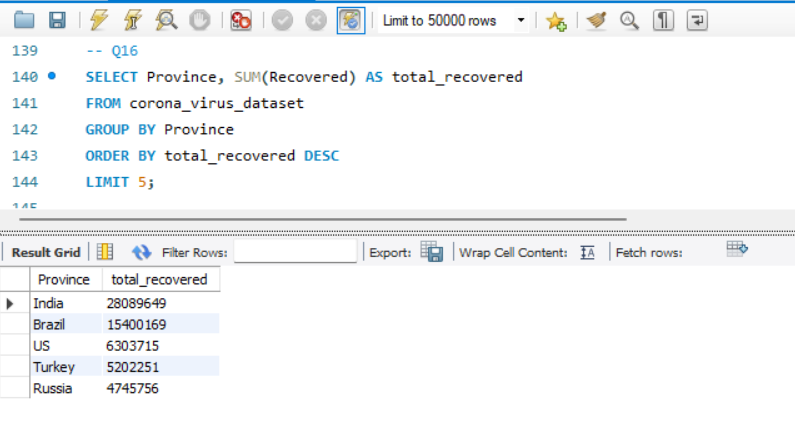 Limit to 50000 rows
139 -- Q16
140 SELECT Province, SUM(Recovered) AS total_recovered
141 FROM corona_virus_dataset
142 GROUP BY Province
143 ORDER BY total_recovered DESC
144 LIMIT 5;
145
Result Grid Filter Rows: Export: Wrap Cell Content: Fetch rows:
Province total_recovered
India 28089649
Brazil 15400169
US 6303715
Turkey 5202251
Russia 4745756